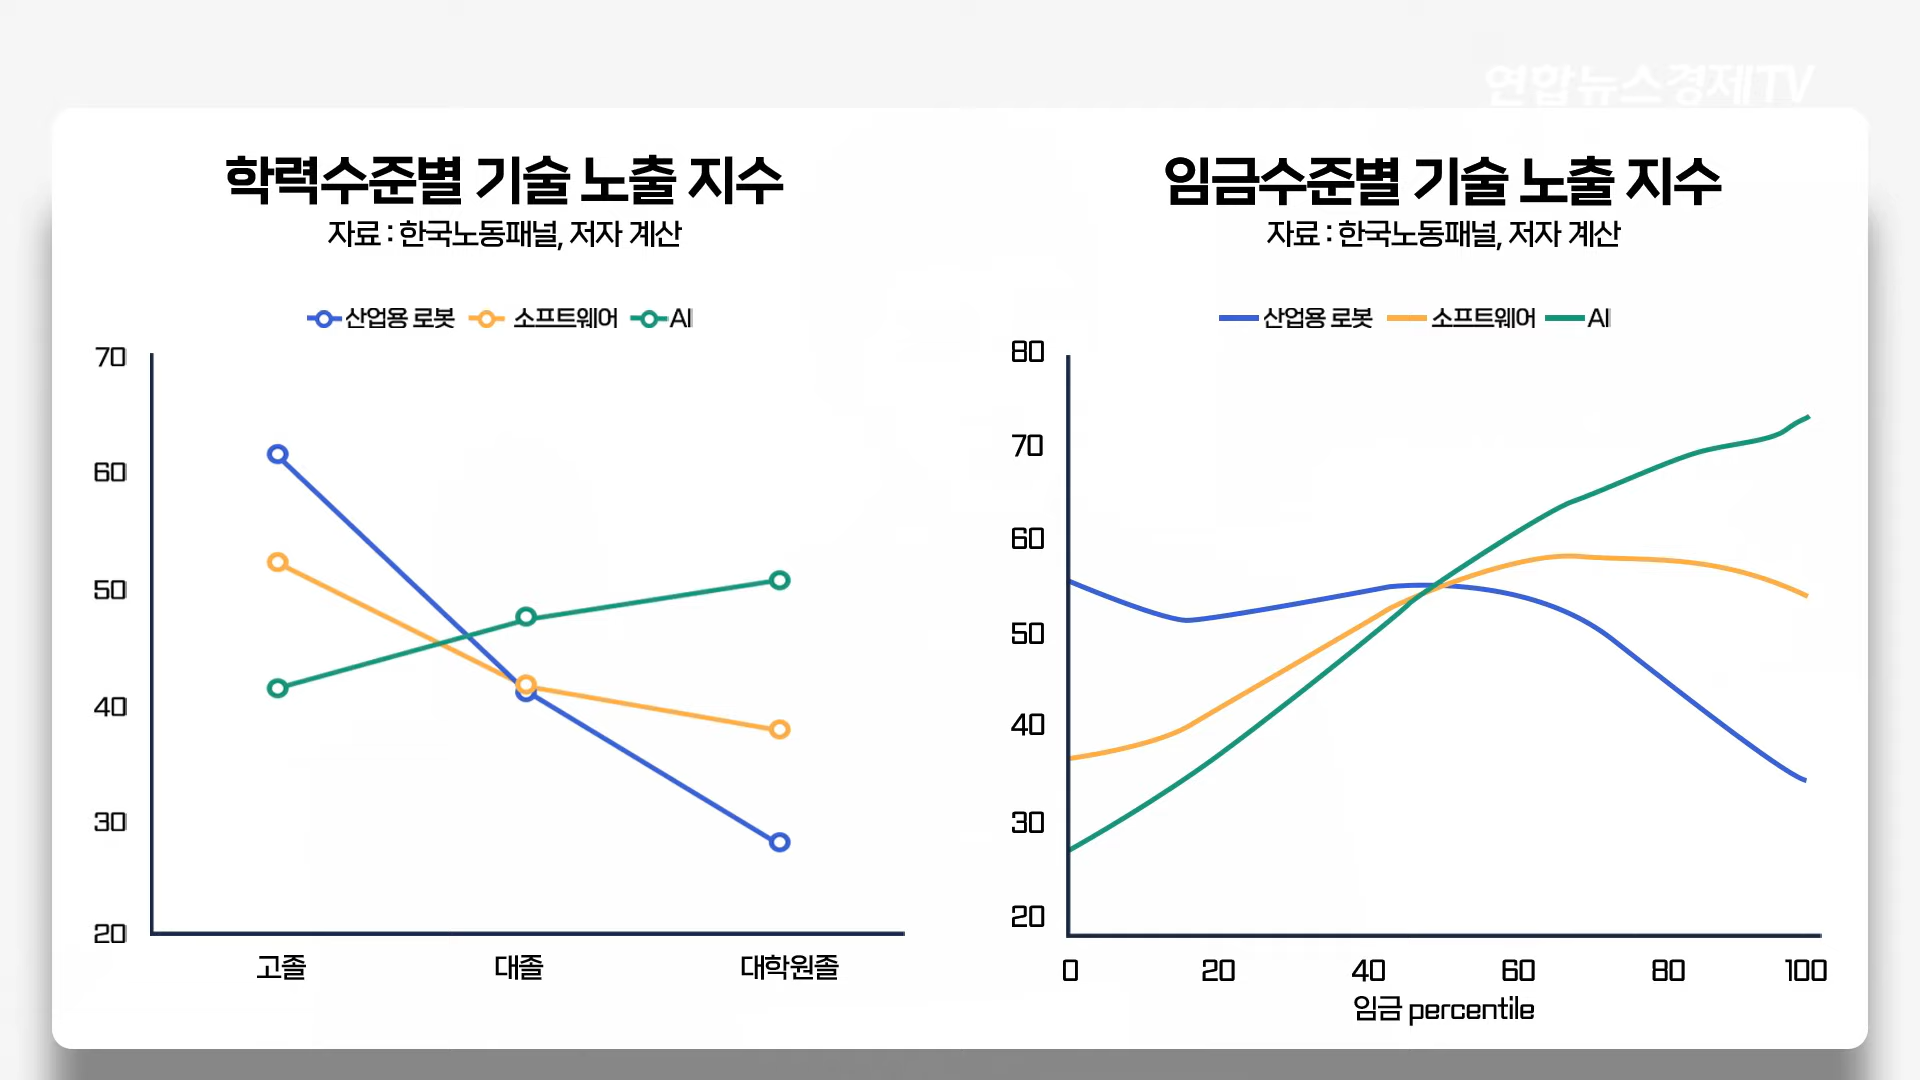 연합뉴스경제TV
학력수준별 기술 노출 지수
자료 : 한국노동패널, 저자 계산
산업용 로봇 소프트웨어 AI
70
60
50
40
30
20
고졸 대졸 대학원졸
임금수준별 기술 노출 지수
자료 : 한국노동패널, 저자 계산
산업용 로봇 소프트웨어 AI
80
70
60
50
40
30
20
0 20 40 60 80 100
임금 percentile